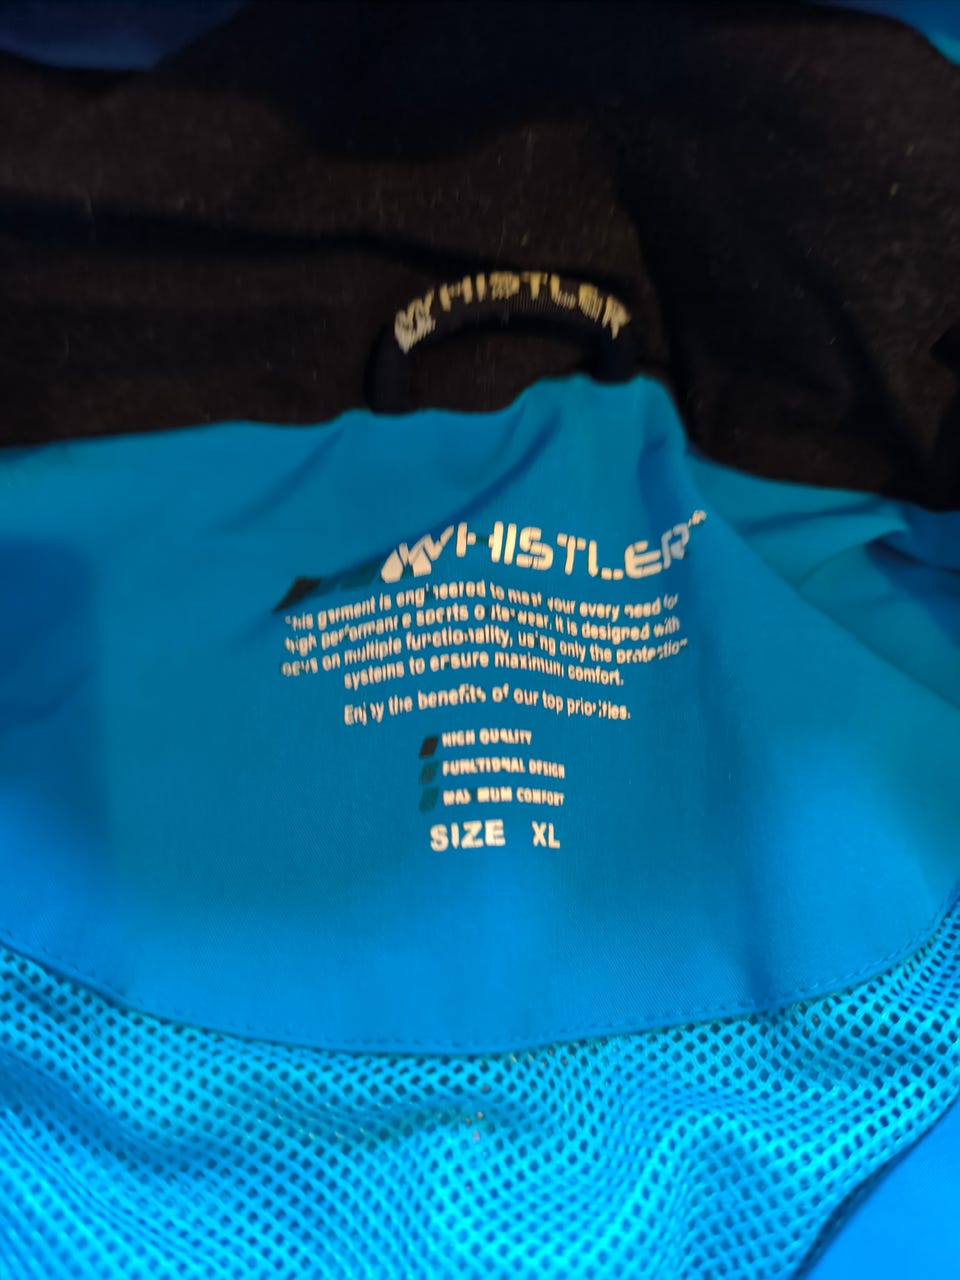 WHISTLER
WHISTLER
This garment is engineered to meet your every need for
high performance sports outerwear. It is designed with
focus on multiple functionality, using only the protection
systems to ensure maximum comfort.
Enjoy the benefits of our top priorities.
HIGH QUALITY
FUNCTIONAL DESIGN
MAXIMUM COMFORT
SIZE XL